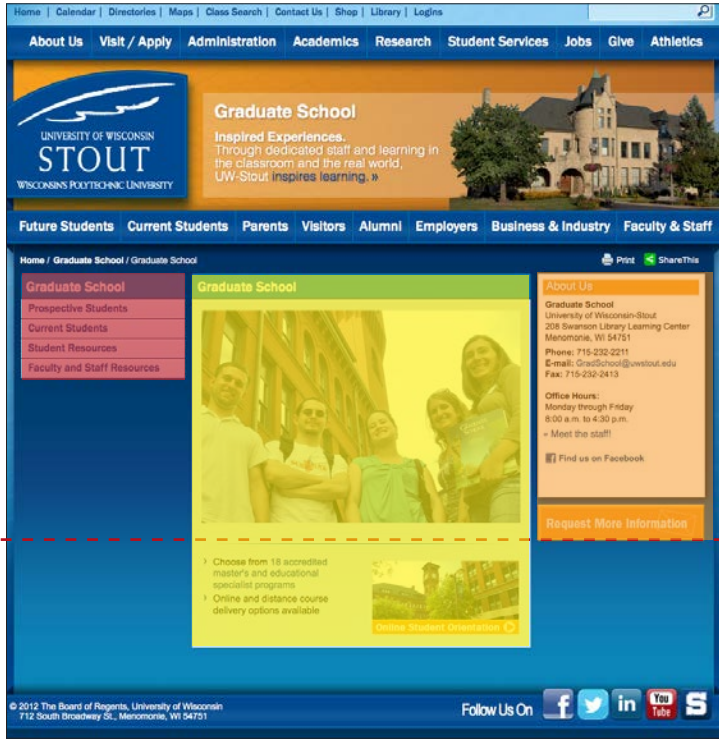 Home | Calendar | Directories | Maps | Class Search | Contact Us | Shop | Library | Logins
About Us Visit / Apply Administration Academics Research Student Services Jobs Give Athletics
UNIVERSITY OF WISCONSIN
STOUT
WISCONSIN'S POLYTECHNIC UNIVERSITY
Graduate School
Inspired Experiences.
Through dedicated staff and learning in
the classroom and the real world,
UW-Stout inspires learning. »
Future Students Current Students Parents Visitors Alumni Employers Business & Industry Faculty & Staff
Home / Graduate School / Graduate School
Print ShareThis
Graduate School
Prospective Students
Current Students
Student Resources
Faculty and Staff Resources
Graduate School
› Choose from 18 accredited
master's and educational
specialist programs
› Online and distance course
delivery options available
Online Student Orientation
About Us
Graduate School
University of Wisconsin-Stout
208 Swanson Library Learning Center
Menomonie, WI 54751
Phone: 715-232-2211
E-mail: GradSchool@uwstout.edu
Fax: 715-232-2413
Office Hours:
Monday through Friday
8:00 a.m. to 4:30 p.m.
» Meet the staff!
Find us on Facebook
Request More Information
© 2012 The Board of Regents, University of Wisconsin
712 South Broadway St., Menomonie, WI 54751
Follow Us On
f
in
You
Tube
S